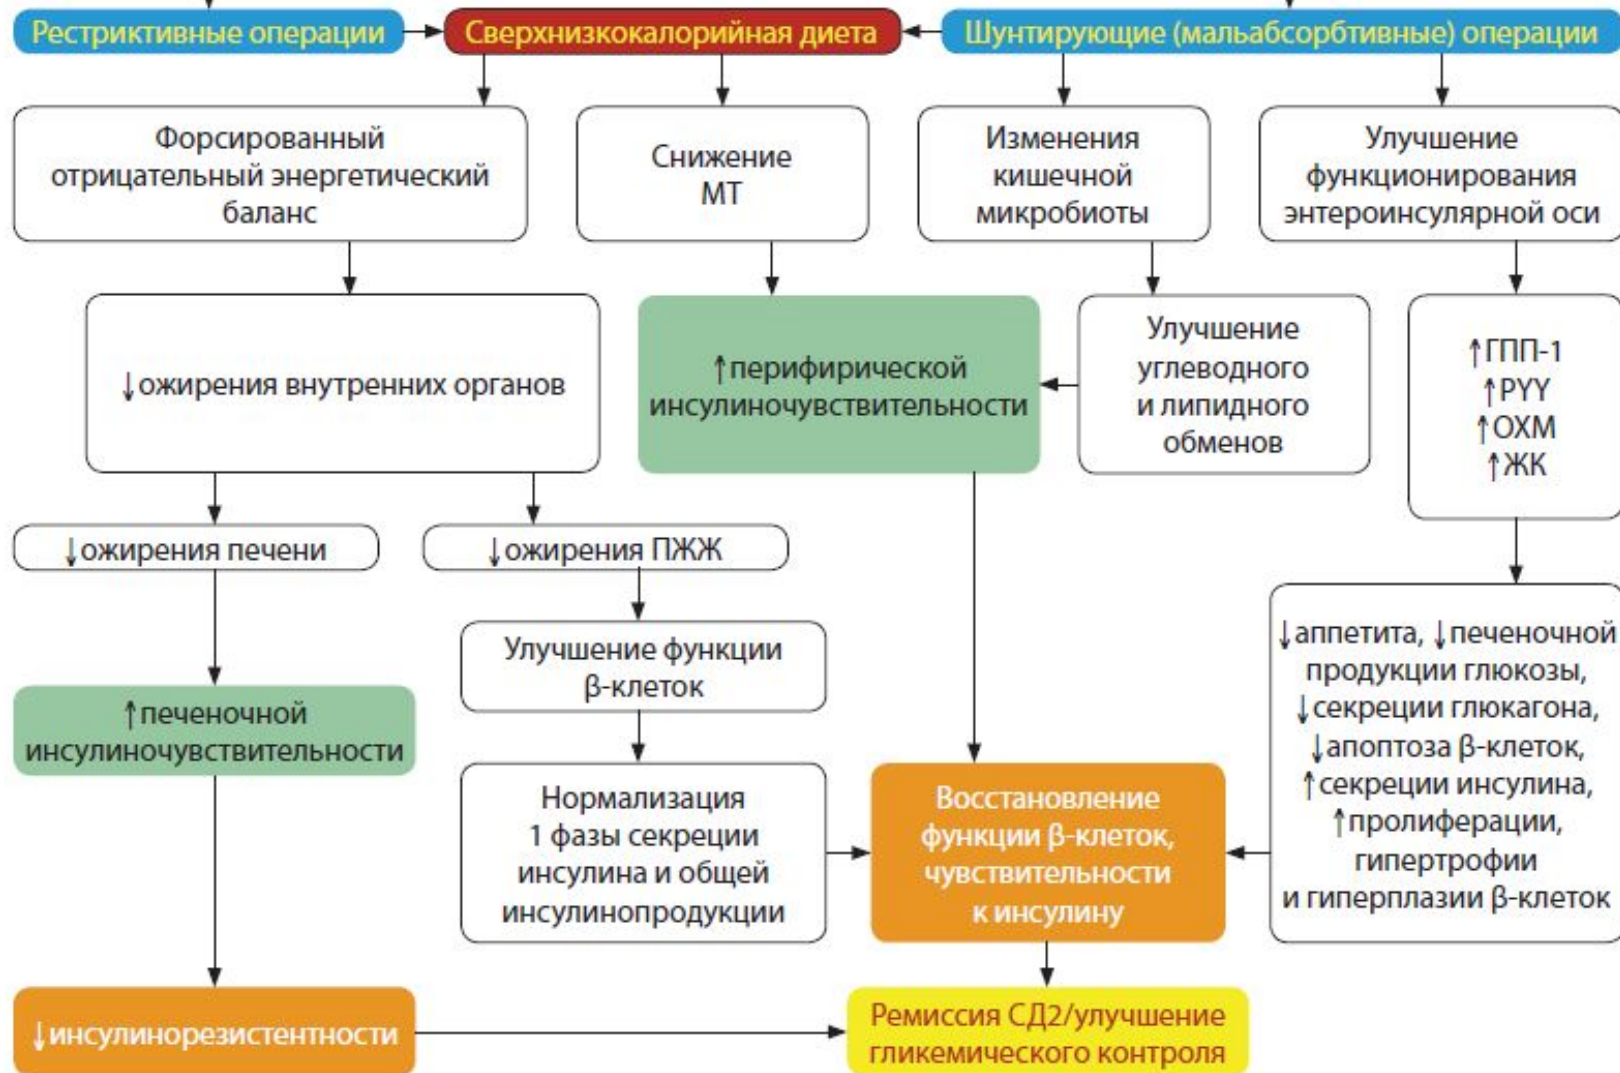 Рестриктивные операции
Сверхнизкокалорийная диета
Шунтирующие (мальабсорбтивные) операции
Форсированный
отрицательный энергетический
баланс
Снижение
МТ
Изменения
кишечной
микробиоты
Улучшение
функционирования
энтероинсулярной оси
↓ожирения внутренних органов
↑перифирической
инсулиночувствительности
Улучшение
углеводного
и липидного
обменов
↑ГПП-1
↑PYY
↑ОХМ
↑ЖК
↓ожирения печени
↓ожирения ПЖЖ
Улучшение функции
β-клеток
↑печеночной
инсулиночувствительности
Нормализация
1 фазы секреции
инсулина и общей
инсулинопродукции
Восстановление
функции β-клеток,
чувствительности
к инсулину
↓аппетита, ↓печеночной
продукции глюкозы,
↓секреции глюкагона,
↓апоптоза β-клеток,
↑секреции инсулина,
↑пролиферации,
гипертрофии
и гиперплазии β-клеток
↓инсулинорезистентности
Ремиссия СД2/улучшение
гликемического контроля